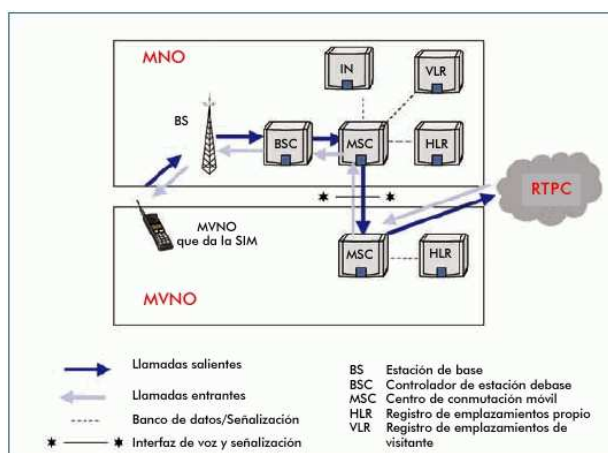 MNO
IN
VLR
BS
BSC
MSC
HLR
RTPC
MVNO
que da la SIM
MSC
HLR
MVNO
Llamadas salientes
Llamadas entrantes
Banco de datos/Señalización
Interfaz de voz y señalización
BS Estación de base
BSC Controlador de estación debase
MSC Centro de conmutación móvil
HLR Registro de emplazamientos propio
VLR Registro de emplazamientos de
visitante